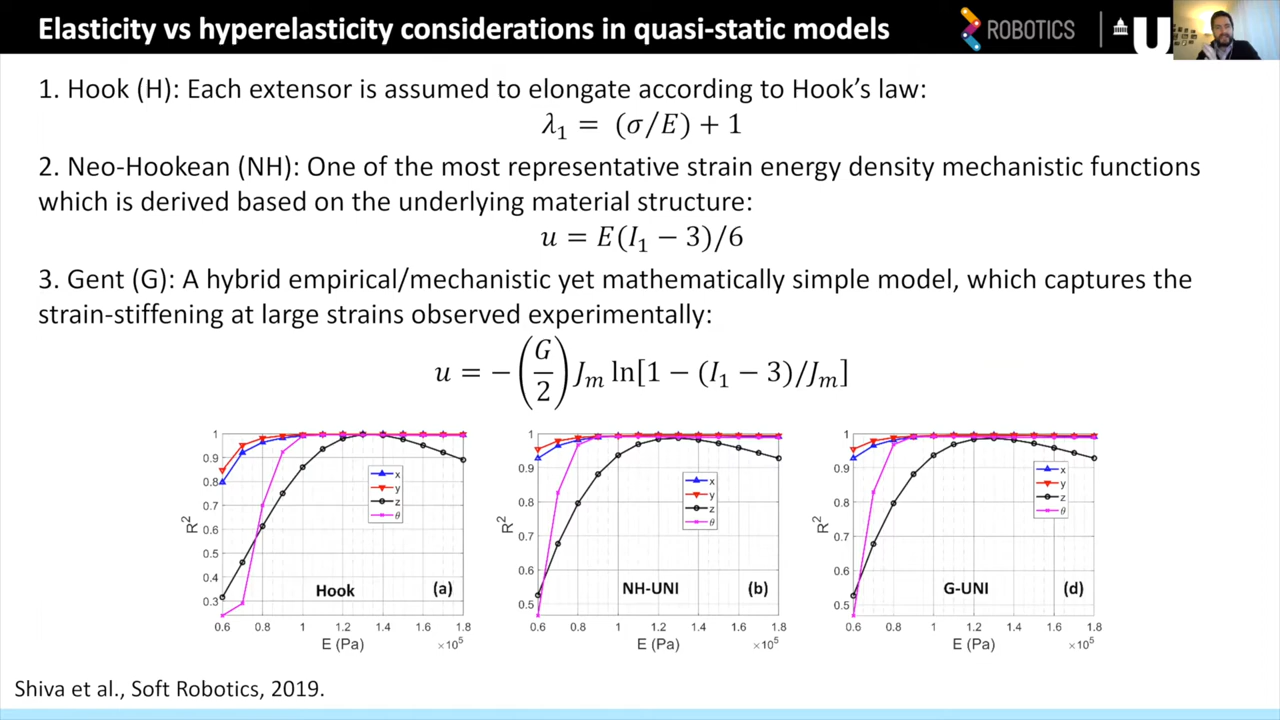 Elasticity vs hyperelasticity considerations in quasi-static models
ROBOTICS
U
1. Hook (H): Each extensor is assumed to elongate according to Hook's law:
λ₁ = (σ/E) + 1
2. Neo-Hookean (NH): One of the most representative strain energy density mechanistic functions
which is derived based on the underlying material structure:
u = E(I₁ − 3)/6
3. Gent (G): A hybrid empirical/mechanistic yet mathematically simple model, which captures the
strain-stiffening at large strains observed experimentally:
u = −(G/2) Jₘ ln[1 − (I₁ − 3)/Jₘ]
R²
1
0.9
0.8
0.7
0.6
0.5
0.4
0.3
x
y
z
θ
Hook
(a)
0.6 0.8 1 1.2 1.4 1.6 1.8
E (Pa)
×10⁵
R²
1
0.9
0.8
0.7
0.6
0.5
x
y
z
θ
NH-UNI
(b)
0.6 0.8 1 1.2 1.4 1.6 1.8
E (Pa)
×10⁵
R²
1
0.9
0.8
0.7
0.6
0.5
x
y
z
θ
G-UNI
(d)
0.6 0.8 1 1.2 1.4 1.6 1.8
E (Pa)
×10⁵
Shiva et al., Soft Robotics, 2019.